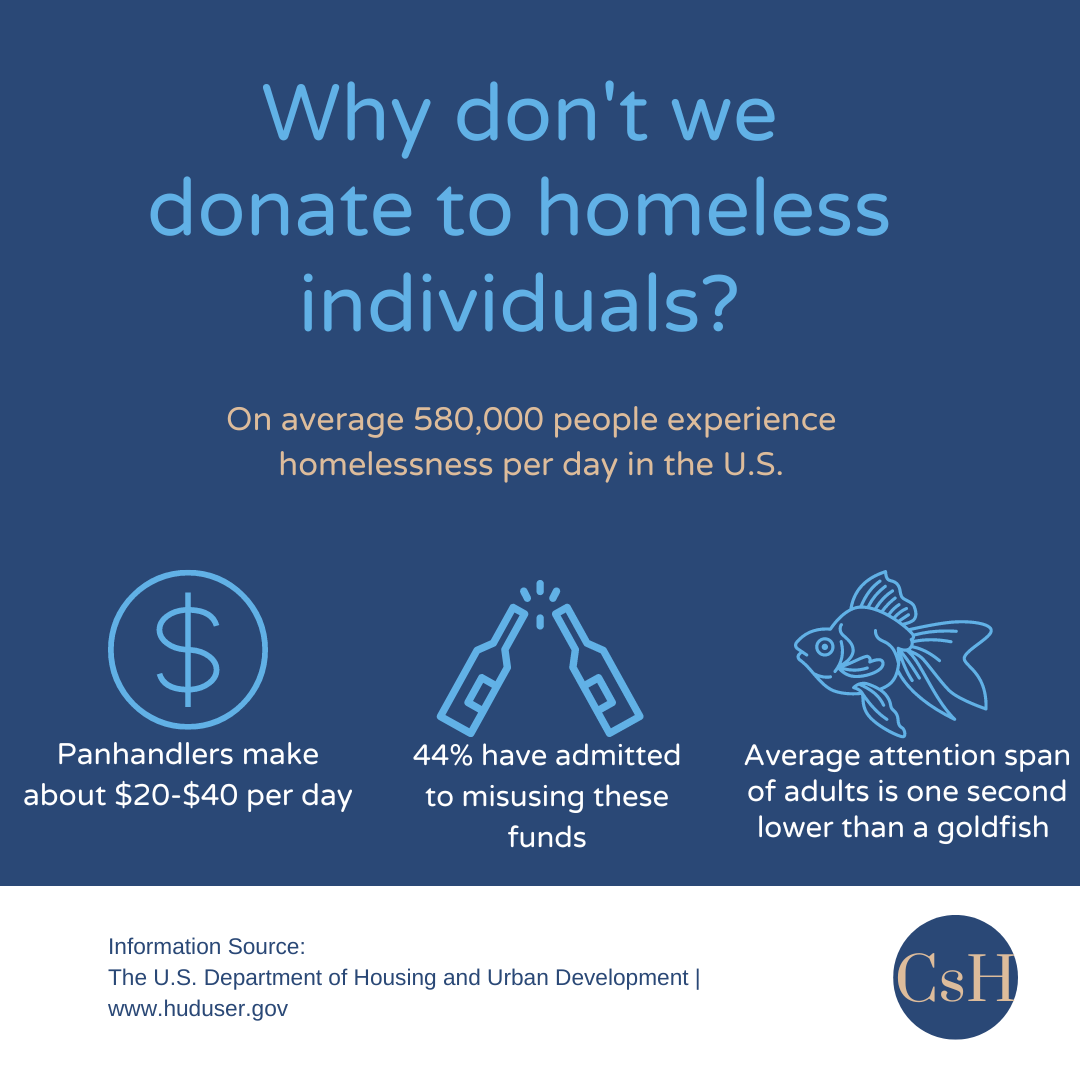 Why don't we
donate to homeless
individuals?
On average 580,000 people experience
homelessness per day in the U.S.
Panhandlers make
about $20-$40 per day
44% have admitted
to misusing these
funds
Average attention span
of adults is one second
lower than a goldfish
Information Source:
The U.S. Department of Housing and Urban Development |
www.huduser.gov
CsH